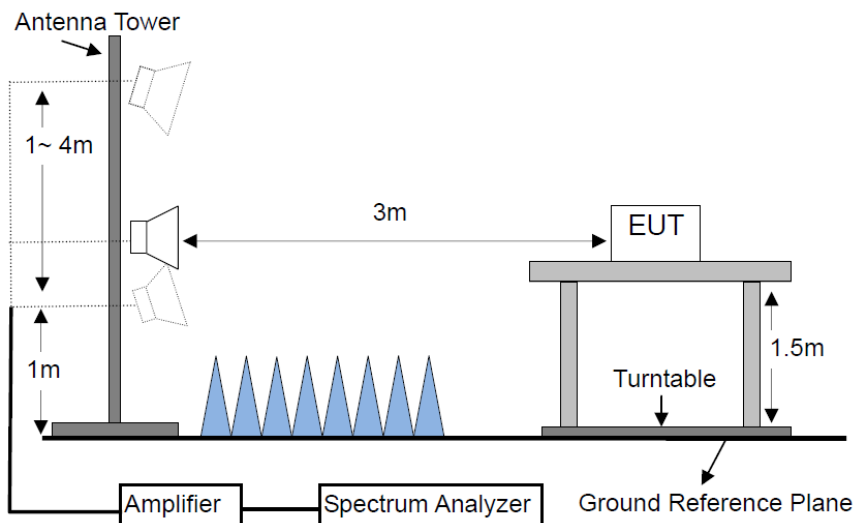 Antenna Tower
1~ 4m
3m
EUT
1m
1.5m
Turntable
Amplifier
Spectrum Analyzer
Ground Reference Plane